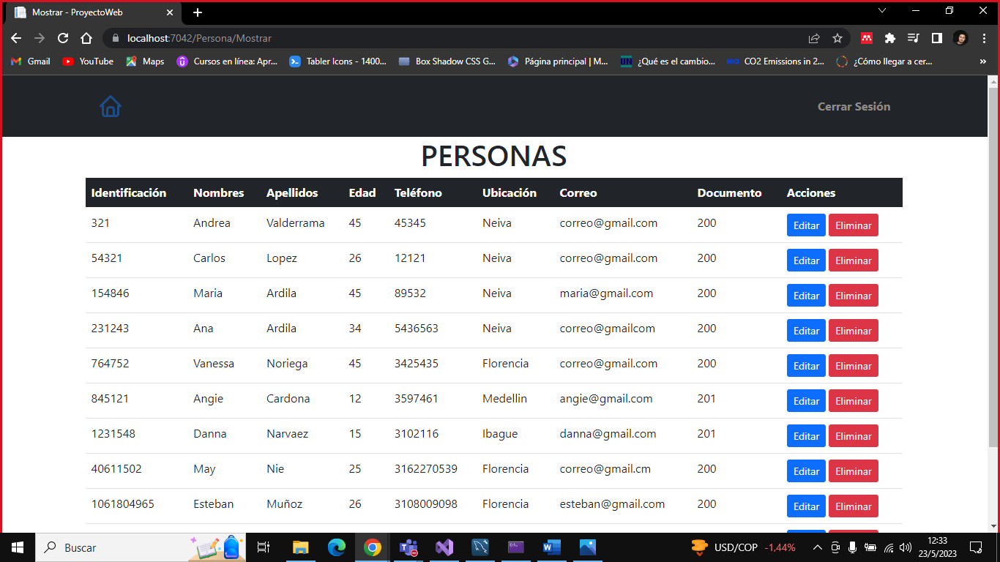 Mostrar - ProyectoWeb
localhost:7042/Persona/Mostrar
Gmail YouTube Maps Cursos en línea: Apr... Tabler Icons - 1400... Box Shadow CSS G... Página principal | M... ¿Qué es el cambio... CO2 Emissions in 2... ¿Cómo llegar a cer... »
Cerrar Sesión
PERSONAS
Identificación Nombres Apellidos Edad Teléfono Ubicación Correo Documento Acciones
321 Andrea Valderrama 45 45345 Neiva correo@gmail.com 200 Editar Eliminar
54321 Carlos Lopez 26 12121 Neiva correo@gmail.com 200 Editar Eliminar
154846 Maria Ardila 45 89532 Neiva maria@gmail.com 200 Editar Eliminar
231243 Ana Ardila 34 5436563 Neiva correo@gmailcom 200 Editar Eliminar
764752 Vanessa Noriega 45 3425435 Florencia correo@gmail.com 200 Editar Eliminar
845121 Angie Cardona 12 3597461 Medellin angie@gmail.com 201 Editar Eliminar
1231548 Danna Narvaez 15 3102116 Ibague danna@gmail.com 201 Editar Eliminar
40611502 May Nie 25 3162270539 Florencia correo@gmail.cm 200 Editar Eliminar
1061804965 Esteban Muñoz 26 3108009098 Florencia esteban@gmail.com 200 Editar Eliminar
Buscar
USD/COP -1,44%
12:33
23/5/2023